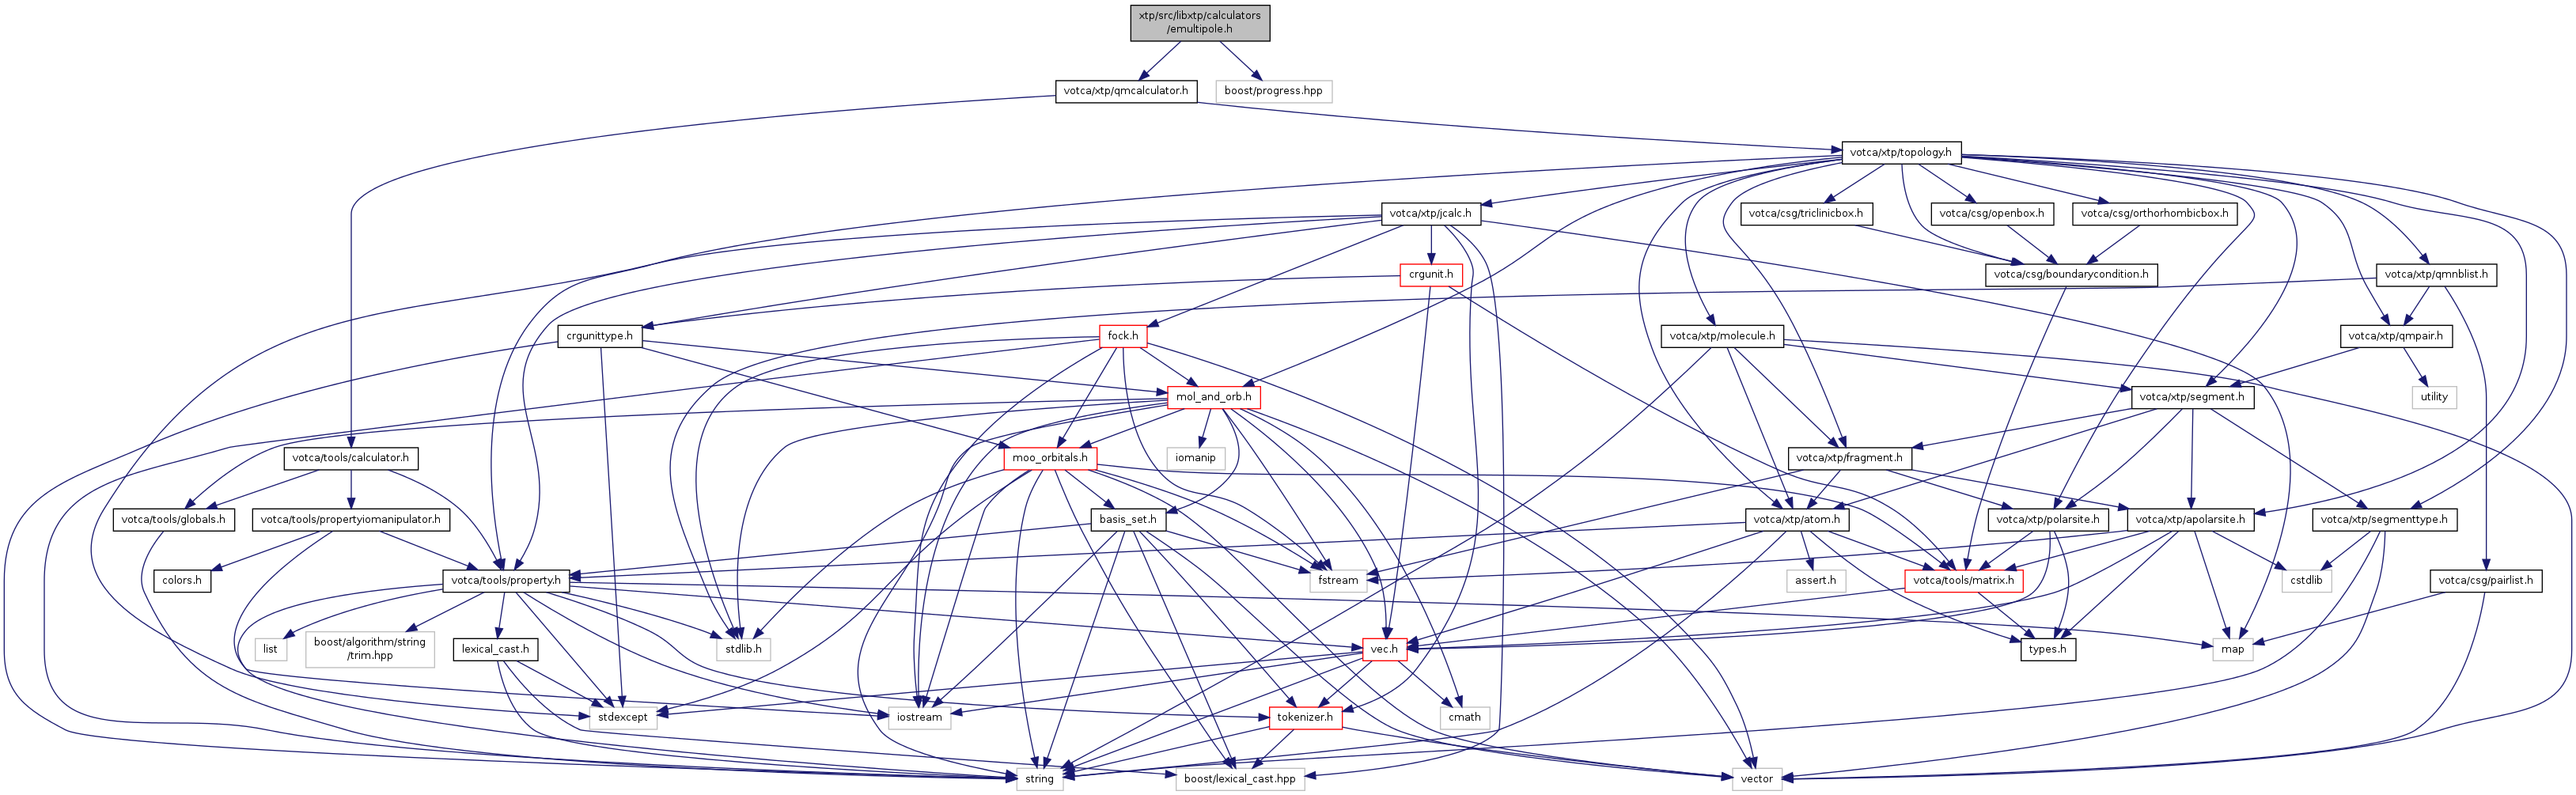 xtp/src/libxtp/calculators
/emultipole.h
votca/xtp/qmcalculator.h
boost/progress.hpp
votca/xtp/topology.h
votca/xtp/jcalc.h
votca/csg/triclinicbox.h
votca/csg/openbox.h
votca/csg/orthorhombicbox.h
crgunit.h
votca/csg/boundarycondition.h
votca/xtp/qmnblist.h
crgunittype.h
fock.h
votca/xtp/molecule.h
votca/xtp/qmpair.h
mol_and_orb.h
votca/xtp/segment.h
utility
votca/tools/calculator.h
iomanip
moo_orbitals.h
votca/xtp/fragment.h
votca/tools/globals.h
votca/tools/propertyiomanipulator.h
basis_set.h
votca/xtp/atom.h
votca/xtp/polarsite.h
votca/xtp/apolarsite.h
votca/xtp/segmenttype.h
colors.h
votca/tools/property.h
fstream
assert.h
votca/tools/matrix.h
cstdlib
votca/csg/pairlist.h
list
boost/algorithm/string
/trim.hpp
lexical_cast.h
stdlib.h
vec.h
types.h
map
stdexcept
iostream
tokenizer.h
cmath
string
boost/lexical_cast.hpp
vector